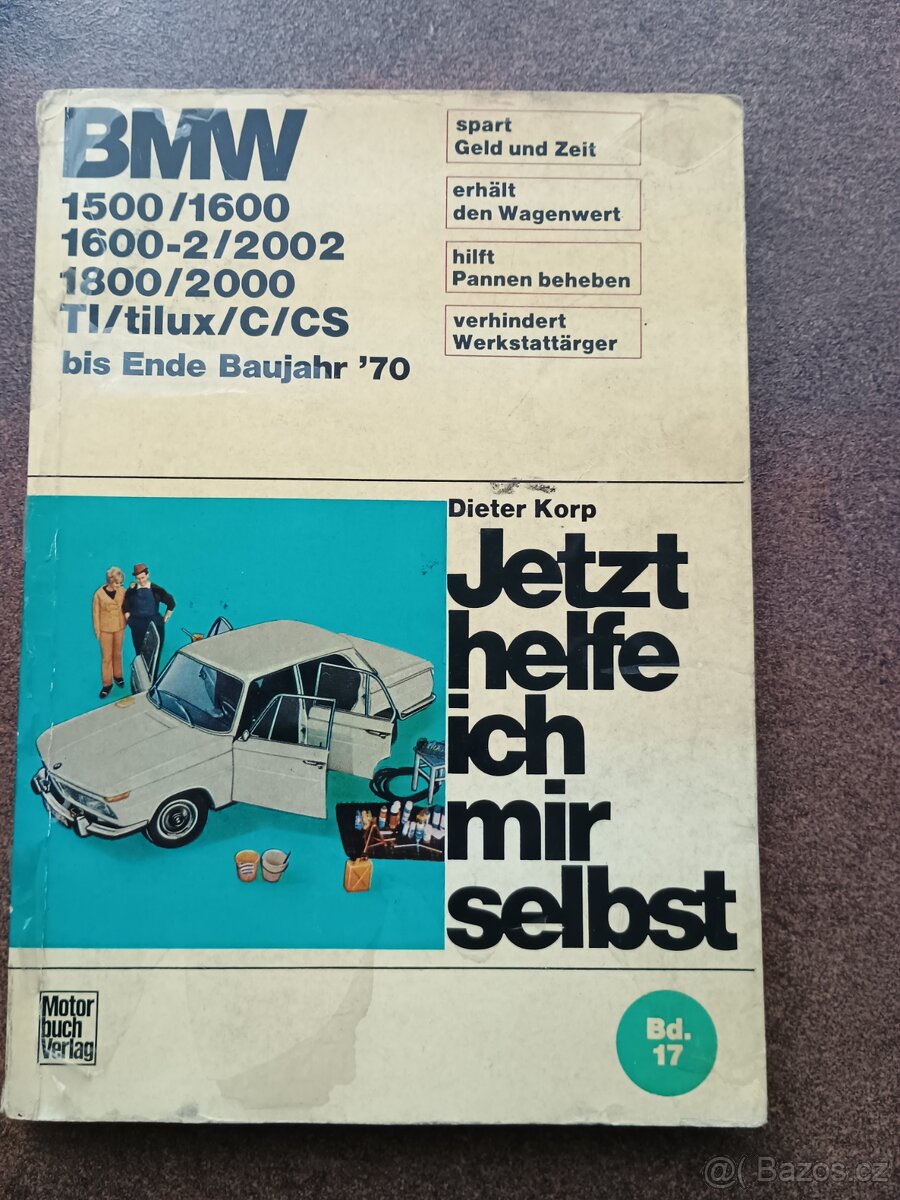 BMW
1500/1600
1600-2/2002
1800/2000
TI/tilux/C/CS
bis Ende Baujahr '70
spart
Geld und Zeit
erhält
den Wagenwert
hilft
Pannen beheben
verhindert
Werkstattärger
Dieter Korp
Jetzt
helfe
ich
mir
selbst
Motor
buch
Verlag
Bd.
17
@( Bazos.cz